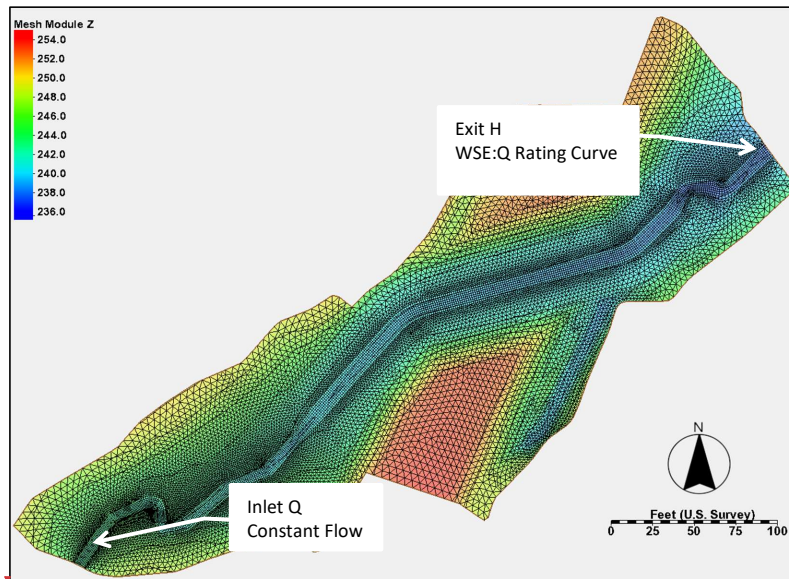 Mesh Module Z
254.0
252.0
250.0
248.0
246.0
244.0
242.0
240.0
238.0
236.0
Exit H
WSE:Q Rating Curve
Inlet Q
Constant Flow
N
Feet (U.S. Survey)
0 25 50 75 100